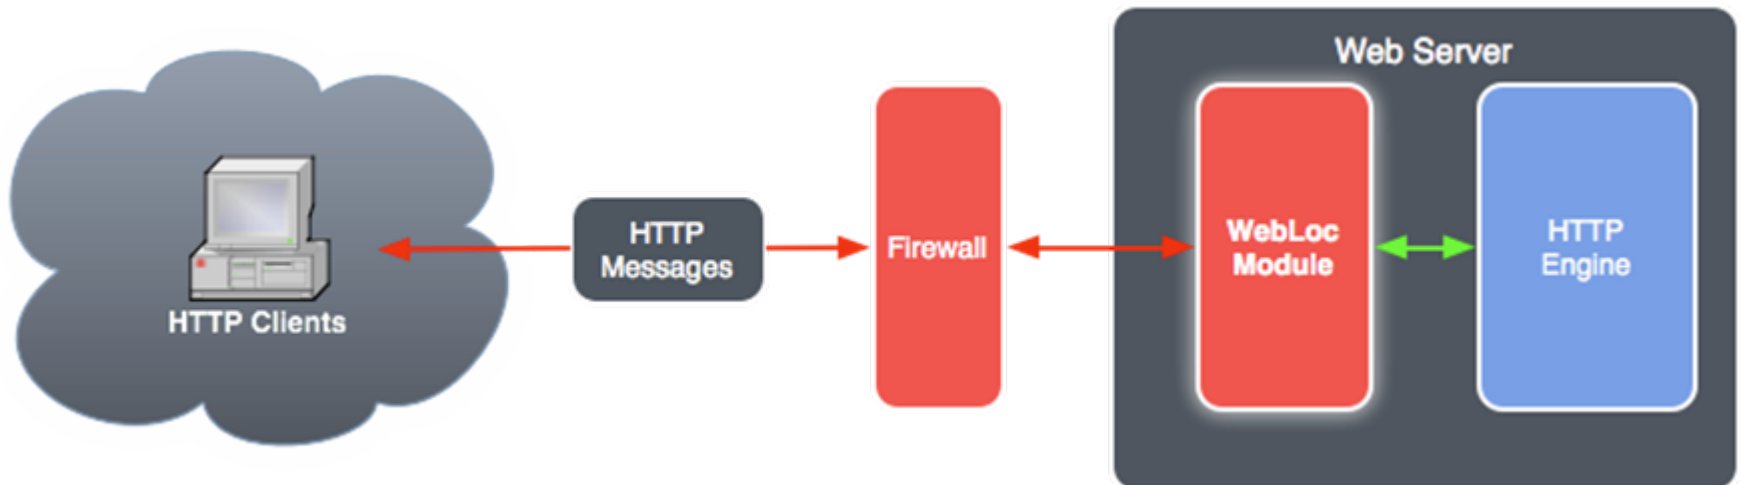 Web Server
HTTP
Messages
Firewall
WebLoc
Module
HTTP
Engine
HTTP Clients